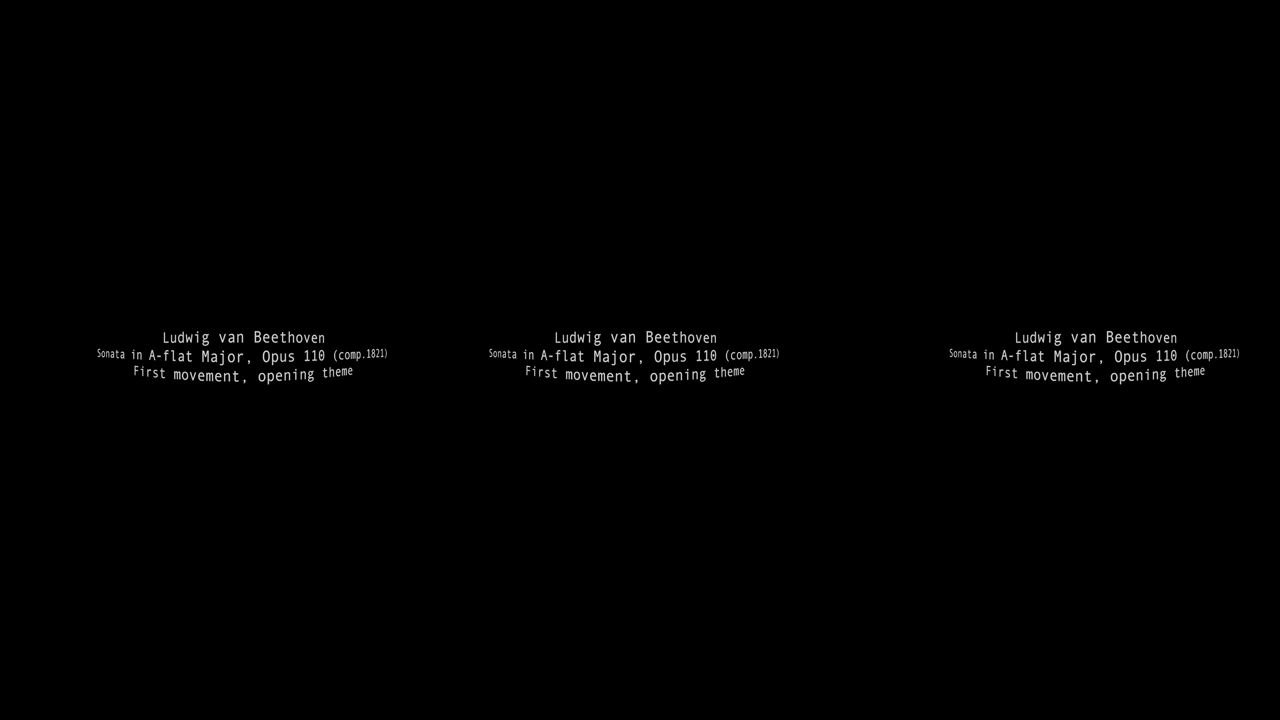 Ludwig van Beethoven
Sonata in A-flat Major, Opus 110 (comp.1821)
First movement, opening theme
Ludwig van Beethoven
Sonata in A-flat Major, Opus 110 (comp.1821)
First movement, opening theme
Ludwig van Beethoven
Sonata in A-flat Major, Opus 110 (comp.1821)
First movement, opening theme